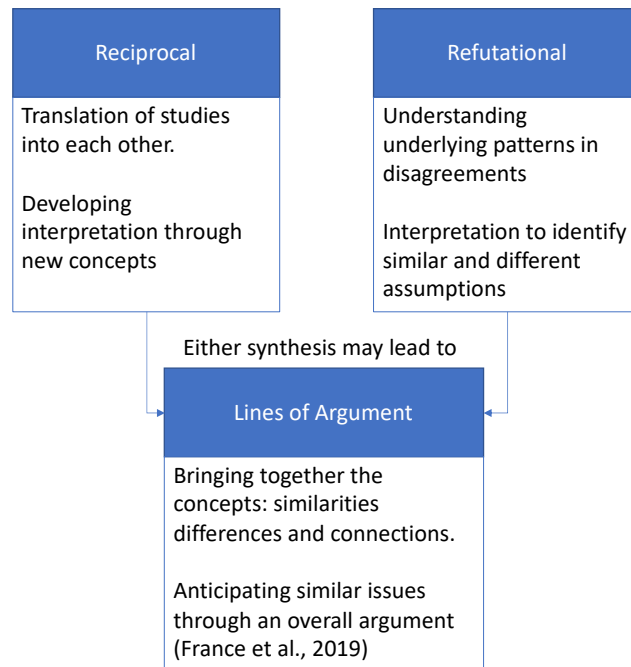 Reciprocal
Translation of studies
into each other.
Developing
interpretation through
new concepts
Refutational
Understanding
underlying patterns in
disagreements
Interpretation to identify
similar and different
assumptions
Either synthesis may lead to
Lines of Argument
Bringing together the
concepts: similarities
differences and connections.
Anticipating similar issues
through an overall argument
(France et al., 2019)